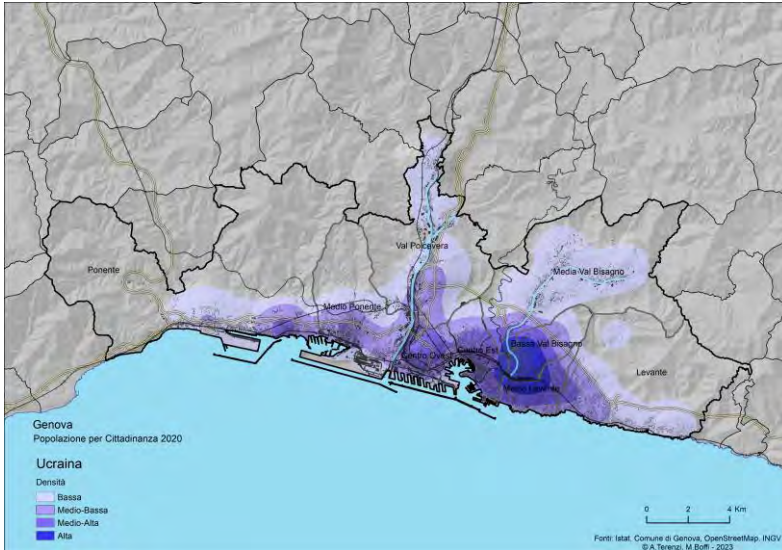 Val Polcevera
Ponente
Media Val Bisagno
Medio Ponente
Centro Est
Centro Ovest
Bassa Val Bisagno
Levante
Medio Levante
Genova
Popolazione per Cittadinanza 2020
Ucraina
Densità
Bassa
Medio-Bassa
Medio-Alta
Alta
0 2 4 Km
Fonti: Istat, Comune di Genova, OpenStreetMap, INGV
© A.Terenzi, M.Boffi - 2023